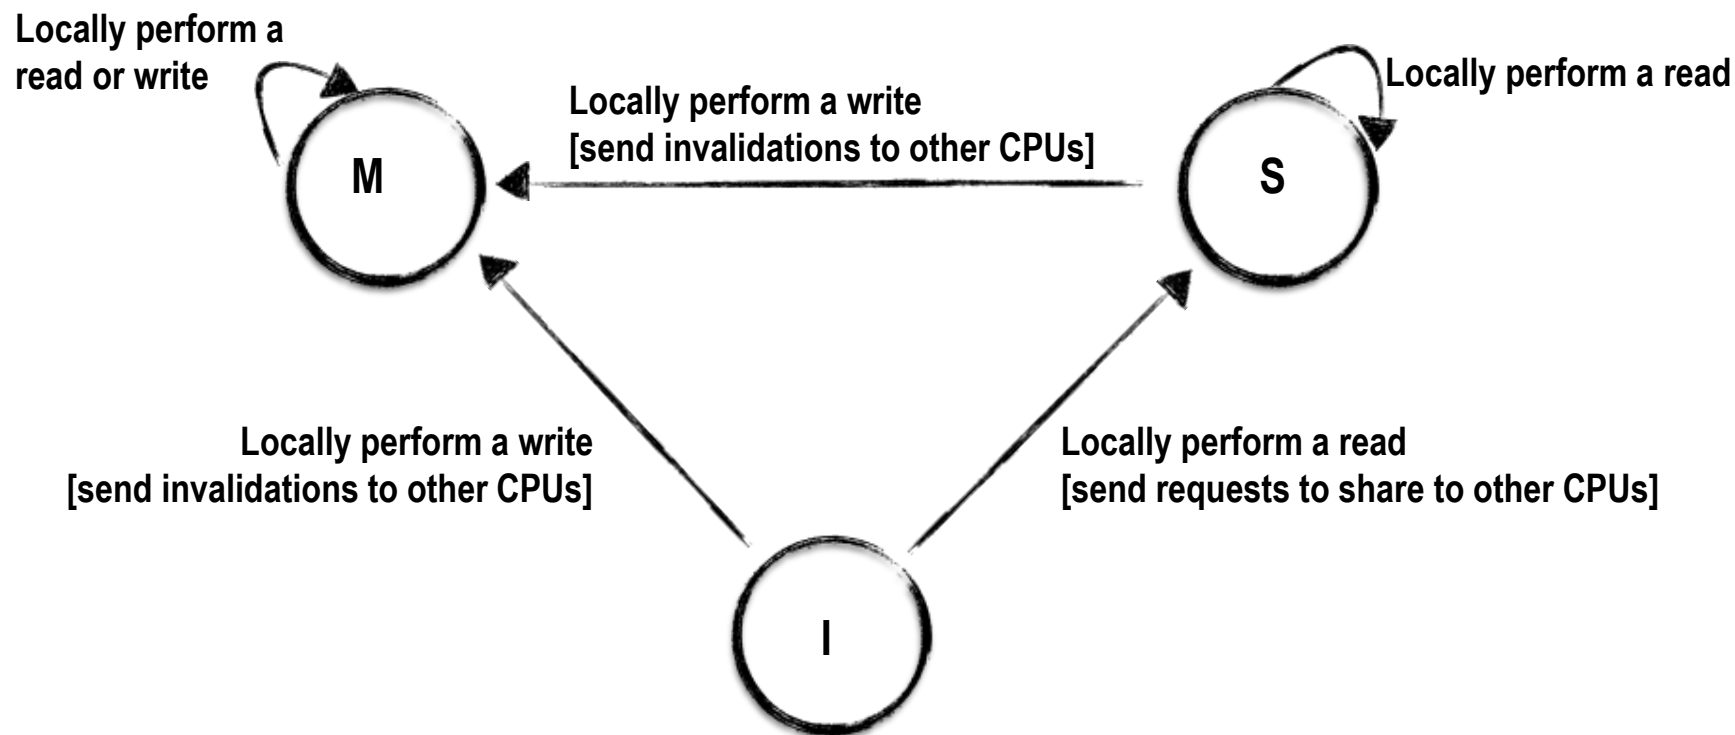 Locally perform a
read or write
Locally perform a write
[send invalidations to other CPUs]
Locally perform a read
M
S
Locally perform a write
[send invalidations to other CPUs]
Locally perform a read
[send requests to share to other CPUs]
I